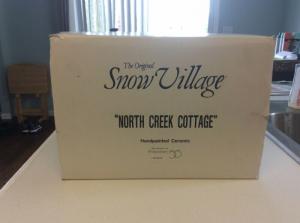 The Original
Snow Village
"NORTH CREEK COTTAGE"
Handpainted Ceramic